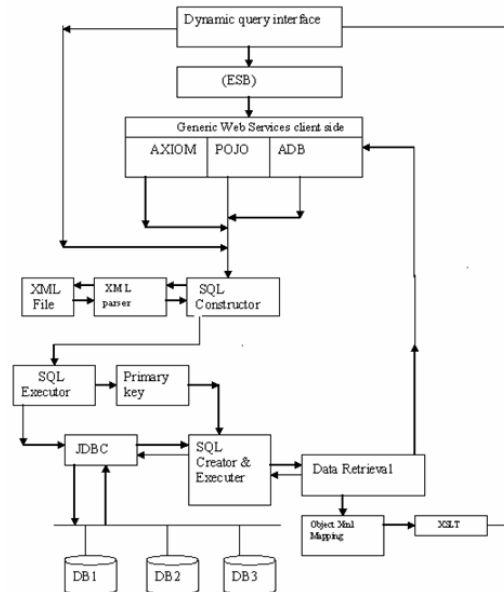 Dynamic query interface
(ESB)
Generic Web Services client side
AXIOM
POJO
ADB
XML
File
XML
parser
SQL
Constructor
SQL
Executor
Primary
key
JDBC
SQL
Creator &
Executer
Data Retrieval
Object Xml
Mapping
XSLT
DB1
DB2
DB3